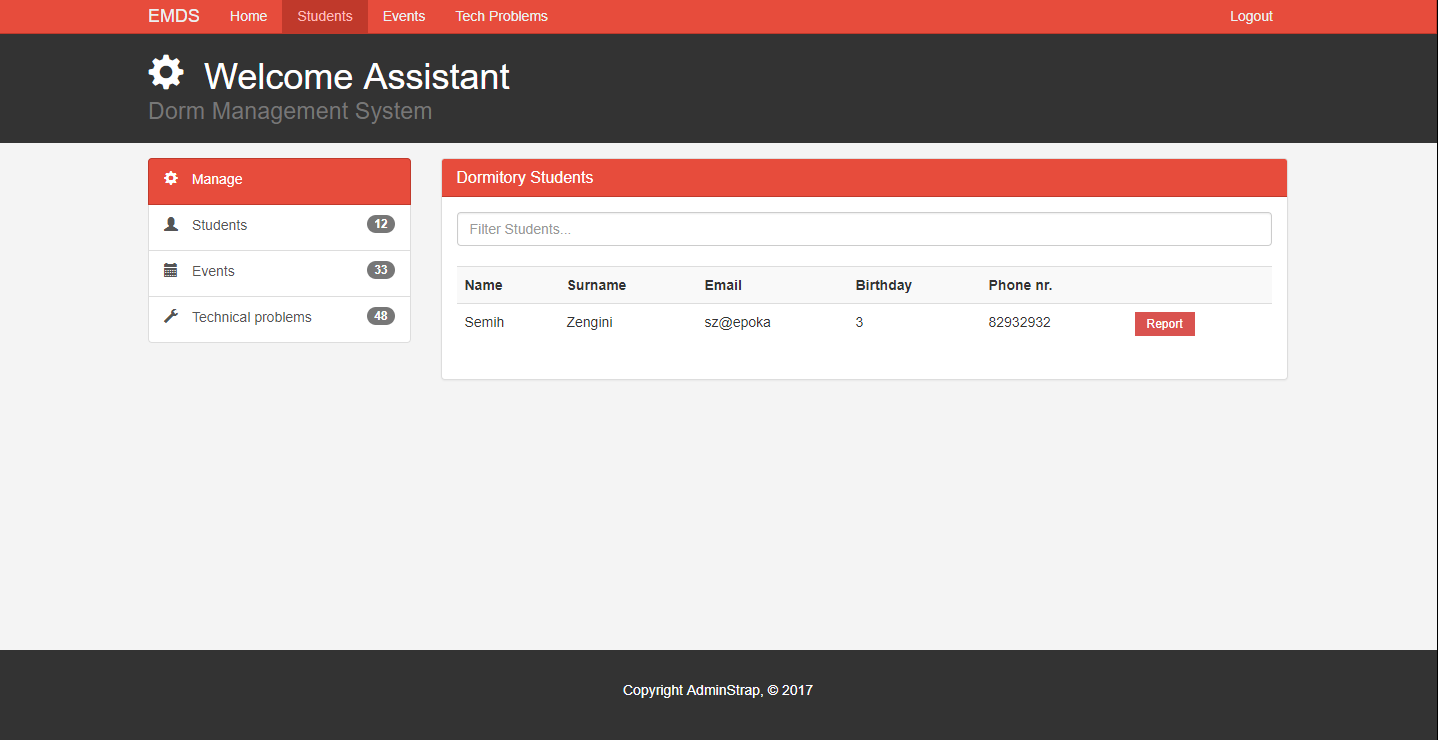 EMDS Home Students Events Tech Problems Logout
Welcome Assistant
Dorm Management System
Manage
Students 12
Events 33
Technical problems 48
Dormitory Students
Filter Students...
Name Surname Email Birthday Phone nr.
Semih Zengini sz@epoka 3 82932932 Report
Copyright AdminStrap, © 2017